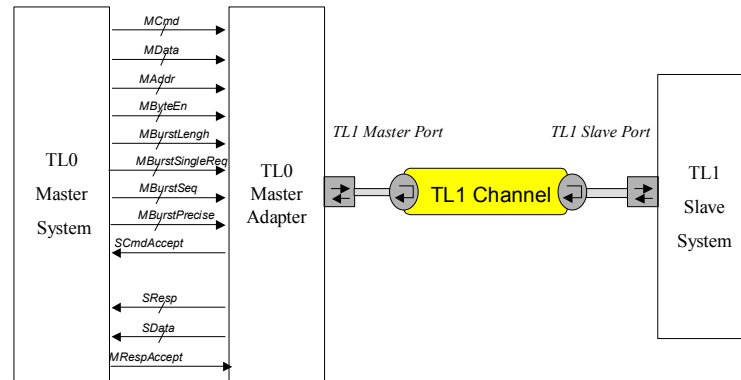 MCmd
MData
MAddr
MByteEn
MBurstLengh
MBurstSingleReq
MBurstSeq
MBurstPrecise
SCmdAccept
SResp
SData
MRespAccept
TL0
Master
System
TL0
Master
Adapter
TL1 Master Port
TL1 Slave Port
TL1 Channel
TL1
Slave
System